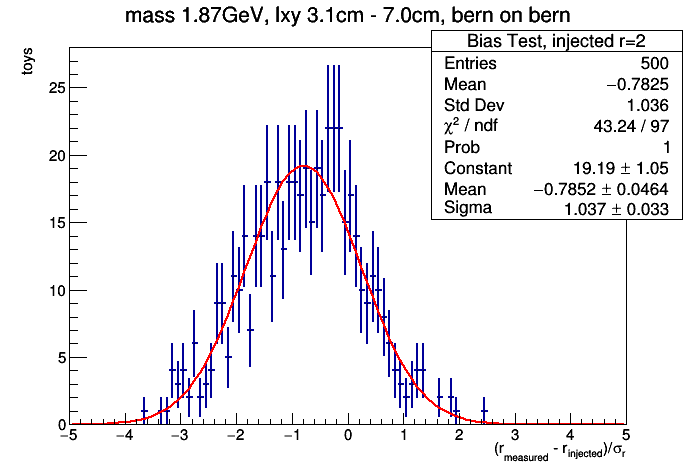 mass 1.87GeV, lxy 3.1cm - 7.0cm, bern on bern
Bias Test, injected r=2
Entries 500
Mean −0.7825
Std Dev 1.036
χ² / ndf 43.24 / 97
Prob 1
Constant 19.19 ± 1.05
Mean −0.7852 ± 0.0464
Sigma 1.037 ± 0.033
toys
25
20
15
10
5
0
−5 −4 −3 −2 −1 0 1 2 3 4 5
(r_measured - r_injected)/σ_r